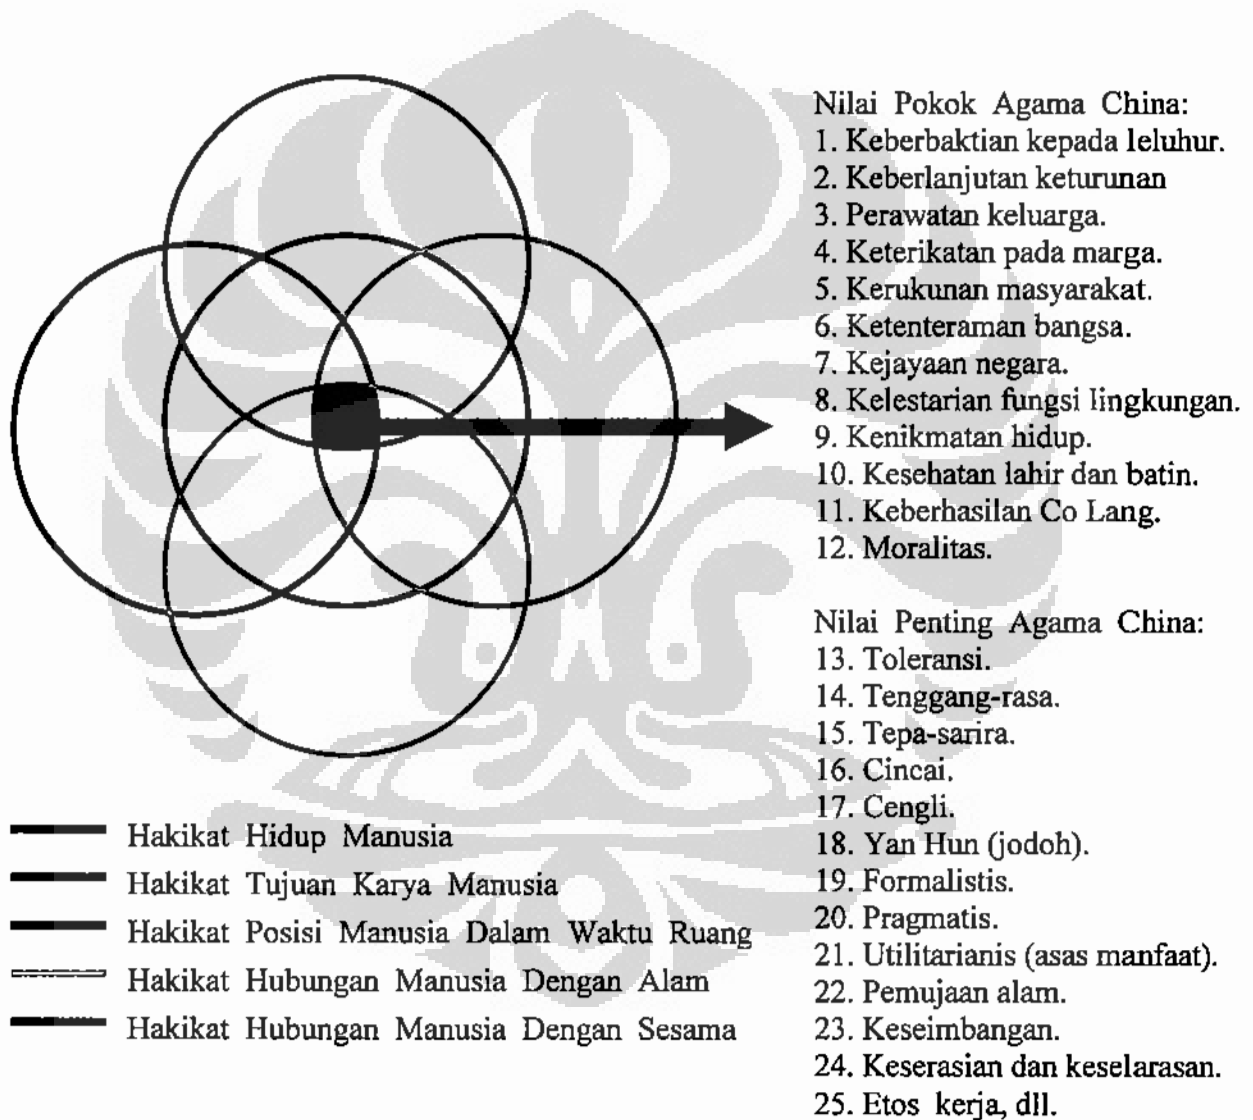 Nilai Pokok Agama China:
1. Keberbaktian kepada leluhur.
2. Keberlanjutan keturunan
3. Perawatan keluarga.
4. Keterikatan pada marga.
5. Kerukunan masyarakat.
6. Ketenteraman bangsa.
7. Kejayaan negara.
8. Kelestarian fungsi lingkungan.
9. Kenikmatan hidup.
10. Kesehatan lahir dan batin.
11. Keberhasilan Co Lang.
12. Moralitas.
Nilai Penting Agama China:
13. Toleransi.
14. Tenggang-rasa.
15. Tepa-sarira.
16. Cincai.
17. Cengli.
18. Yan Hun (jodoh).
19. Formalistis.
20. Pragmatis.
21. Utilitarianis (asas manfaat).
22. Pemujaan alam.
23. Keseimbangan.
24. Keserasian dan keselarasan.
25. Etos kerja, dll.
Hakikat Hidup Manusia
Hakikat Tujuan Karya Manusia
Hakikat Posisi Manusia Dalam Waktu Ruang
Hakikat Hubungan Manusia Dengan Alam
Hakikat Hubungan Manusia Dengan Sesama